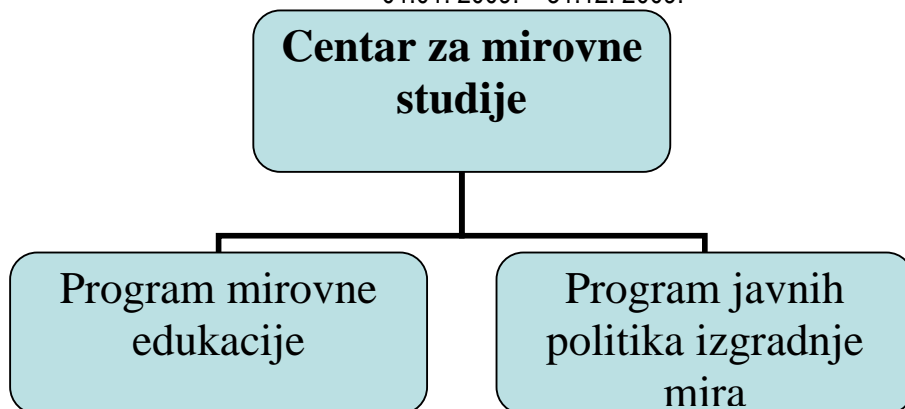 Centar za mirovne
studije
Program mirovne
edukacije
Program javnih
politika izgradnje
mira